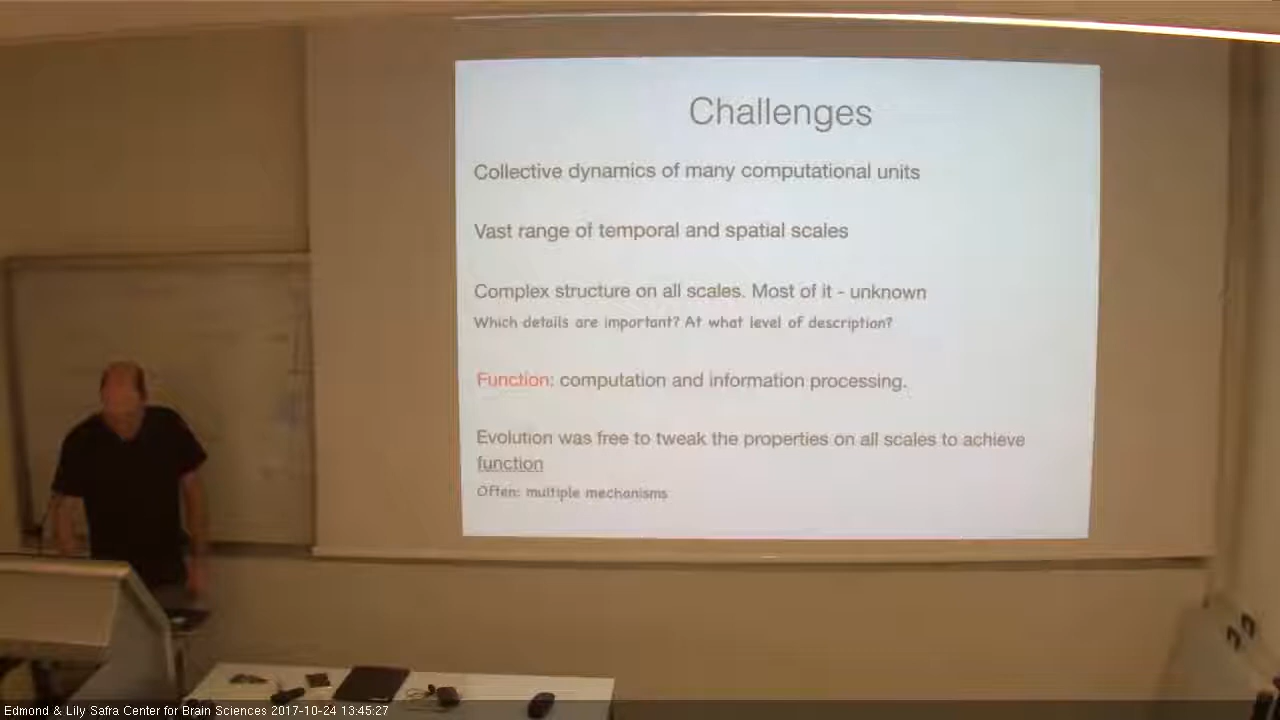 Challenges
Collective dynamics of many computational units
Vast range of temporal and spatial scales
Complex structure on all scales. Most of it - unknown
Which details are important? At what level of description?
Function: computation and information processing.
Evolution was free to tweak the properties on all scales to achieve
function
Often: multiple mechanisms
Edmond & Lily Safra Center for Brain Sciences 2017-10-24 13:45:27